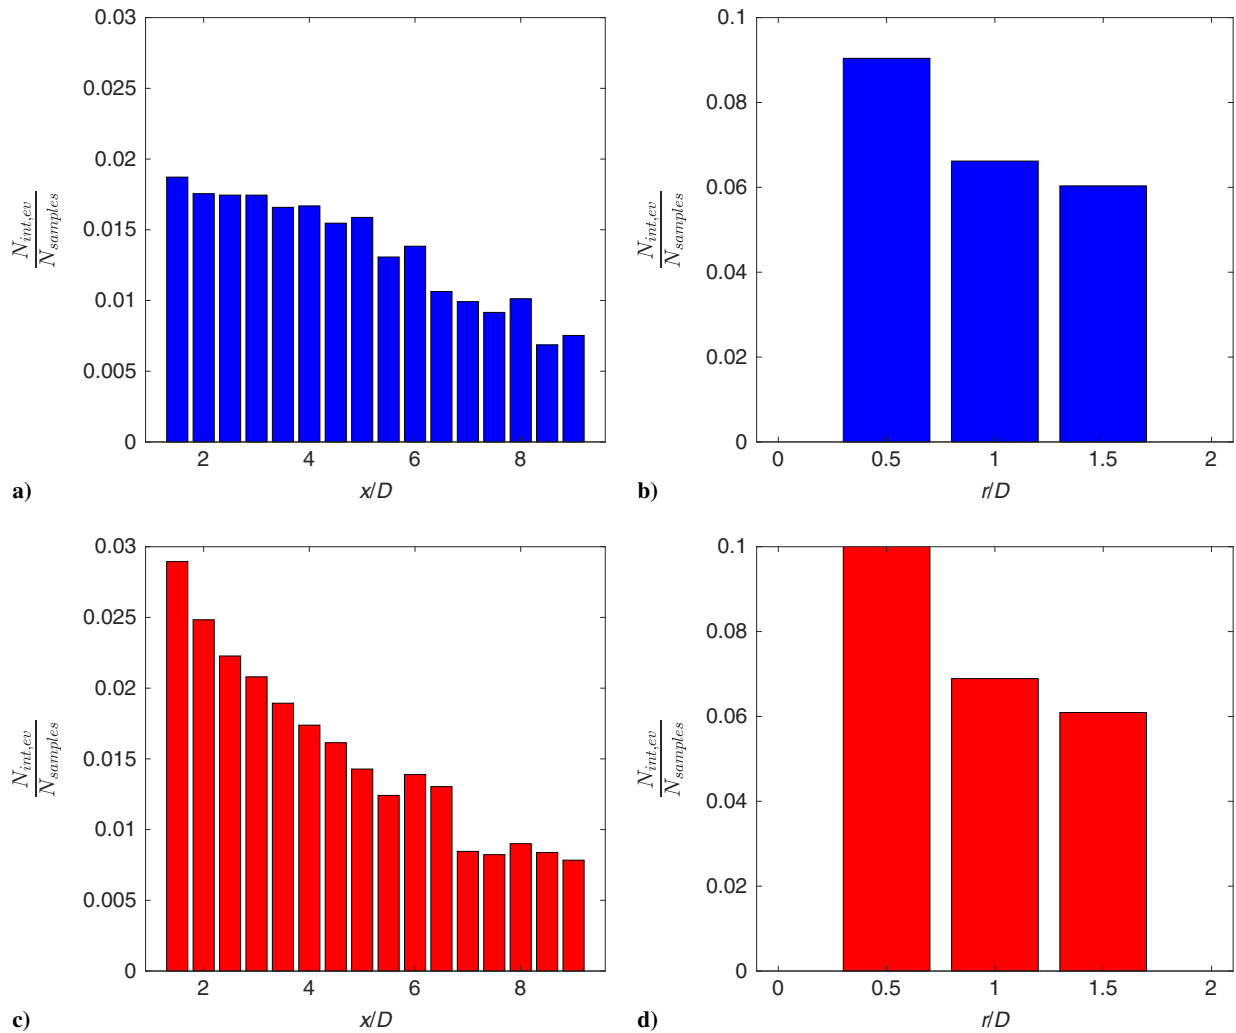 0.03
0.025
0.02
0.015
0.01
0.005
0
2
4
6
8
x/D
N_{int,ev}
N_{samples}
a)
0.1
0.08
0.06
0.04
0.02
0
0
0.5
1
1.5
2
r/D
N_{int,ev}
N_{samples}
b)
0.03
0.025
0.02
0.015
0.01
0.005
0
2
4
6
8
x/D
N_{int,ev}
N_{samples}
c)
0.1
0.08
0.06
0.04
0.02
0
0
0.5
1
1.5
2
r/D
N_{int,ev}
N_{samples}
d)